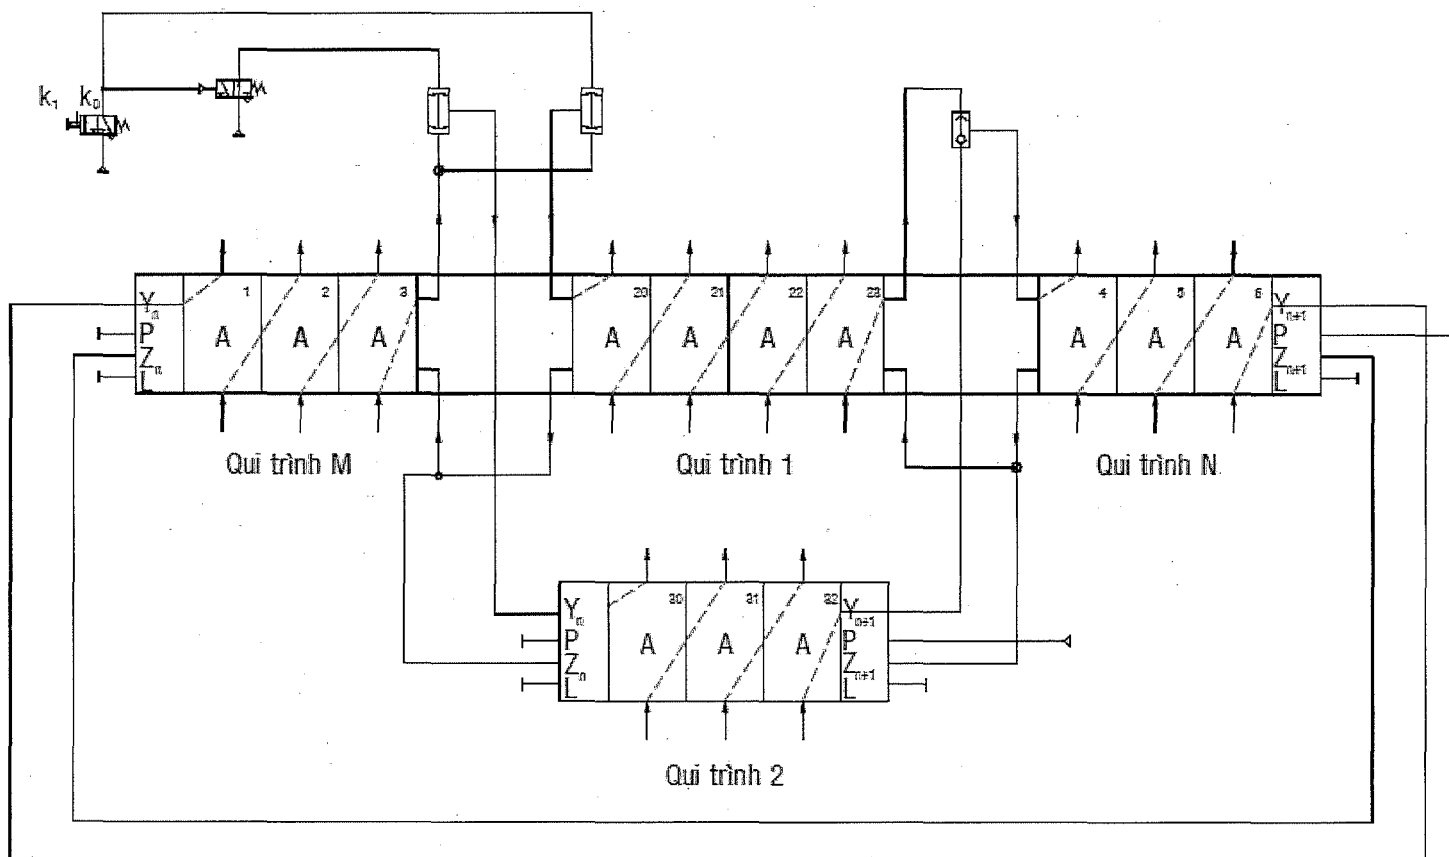 k₁ k₀
1 2 3 20 21 22 23 4 5 6
Yₙ Yₙ₊₁
P P
Zₙ A A A A A A A A A A Zₙ₊₁
L L
Qui trình M Qui trình 1 Qui trình N
30 31 32
Yₙ Yₙ₊₁
P A A A P
Zₙ Zₙ₊₁
L L
Qui trình 2